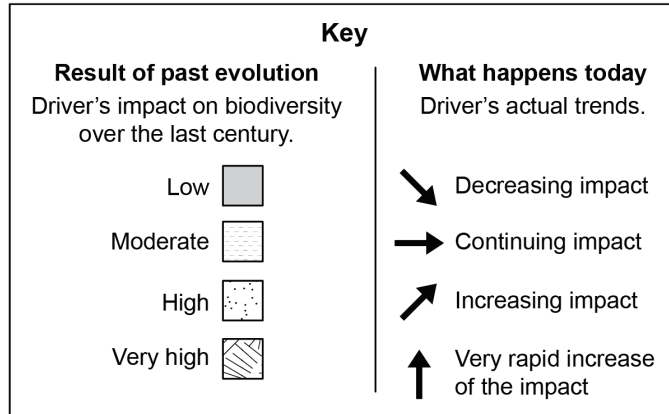 Key
Result of past evolution
Driver's impact on biodiversity
over the last century.
Low
Moderate
High
Very high
What happens today
Driver's actual trends.
Decreasing impact
Continuing impact
Increasing impact
Very rapid increase
of the impact